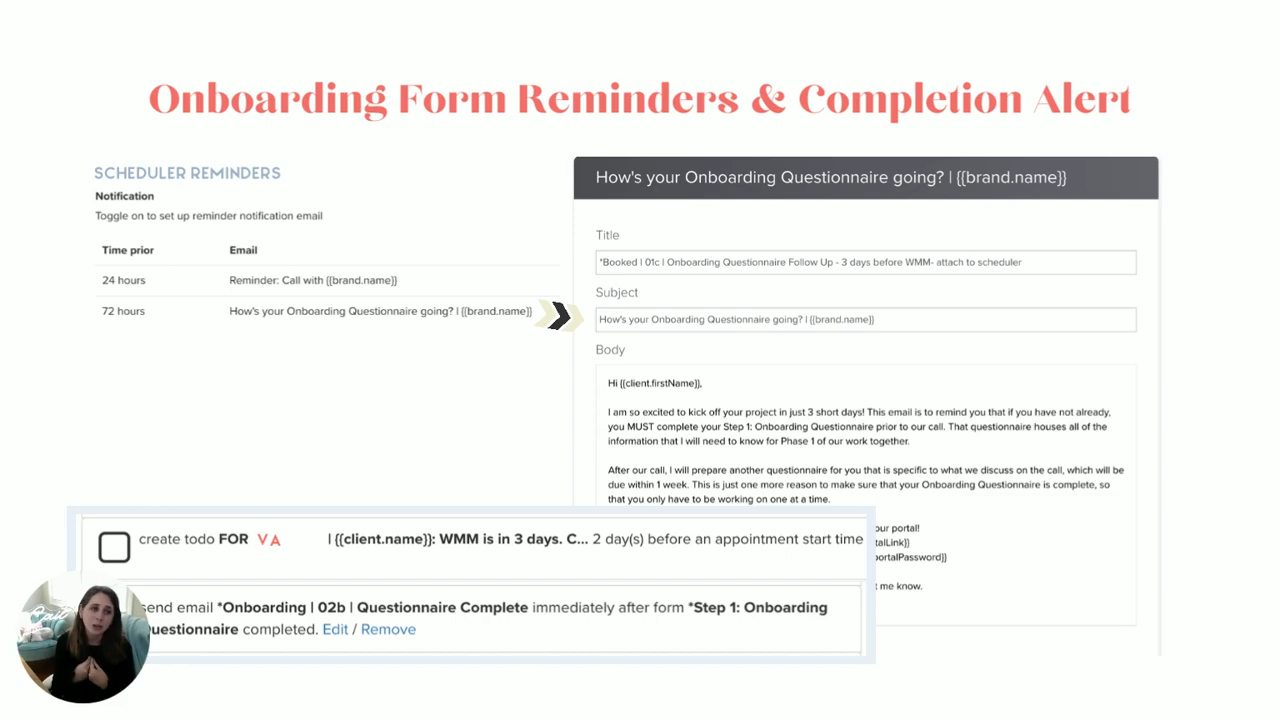 Onboarding Form Reminders & Completion Alert
SCHEDULER REMINDERS
Notification
Toggle on to set up reminder notification email
Time prior Email
24 hours Reminder: Call with {{brand.name}}
72 hours How's your Onboarding Questionnaire going? | {{brand.name}}
How's your Onboarding Questionnaire going? | {{brand.name}}
Title
*Booked | 01c | Onboarding Questionnaire Follow Up - 3 days before WMM- attach to scheduler
Subject
How's your Onboarding Questionnaire going? | {{brand.name}}
Body
Hi {{client.firstName}},
I am so excited to kick off your project in just 3 short days! This email is to remind you that if you have not already,
you MUST complete your Step 1: Onboarding Questionnaire prior to our call. That questionnaire houses all of the
information that I will need to know for Phase 1 of our work together.
After our call, I will prepare another questionnaire for you that is specific to what we discuss on the call, which will be
due within 1 week. This is just one more reason to make sure that your Onboarding Questionnaire is complete, so
that you only have to be working on one at a time.
our portal!
talLink}}
portalPassword}}
t me know.
create todo FOR VA | {{client.name}}: WMM is in 3 days. C... 2 day(s) before an appointment start time
send email *Onboarding | 02b | Questionnaire Complete immediately after form *Step 1: Onboarding
Questionnaire completed. Edit / Remove